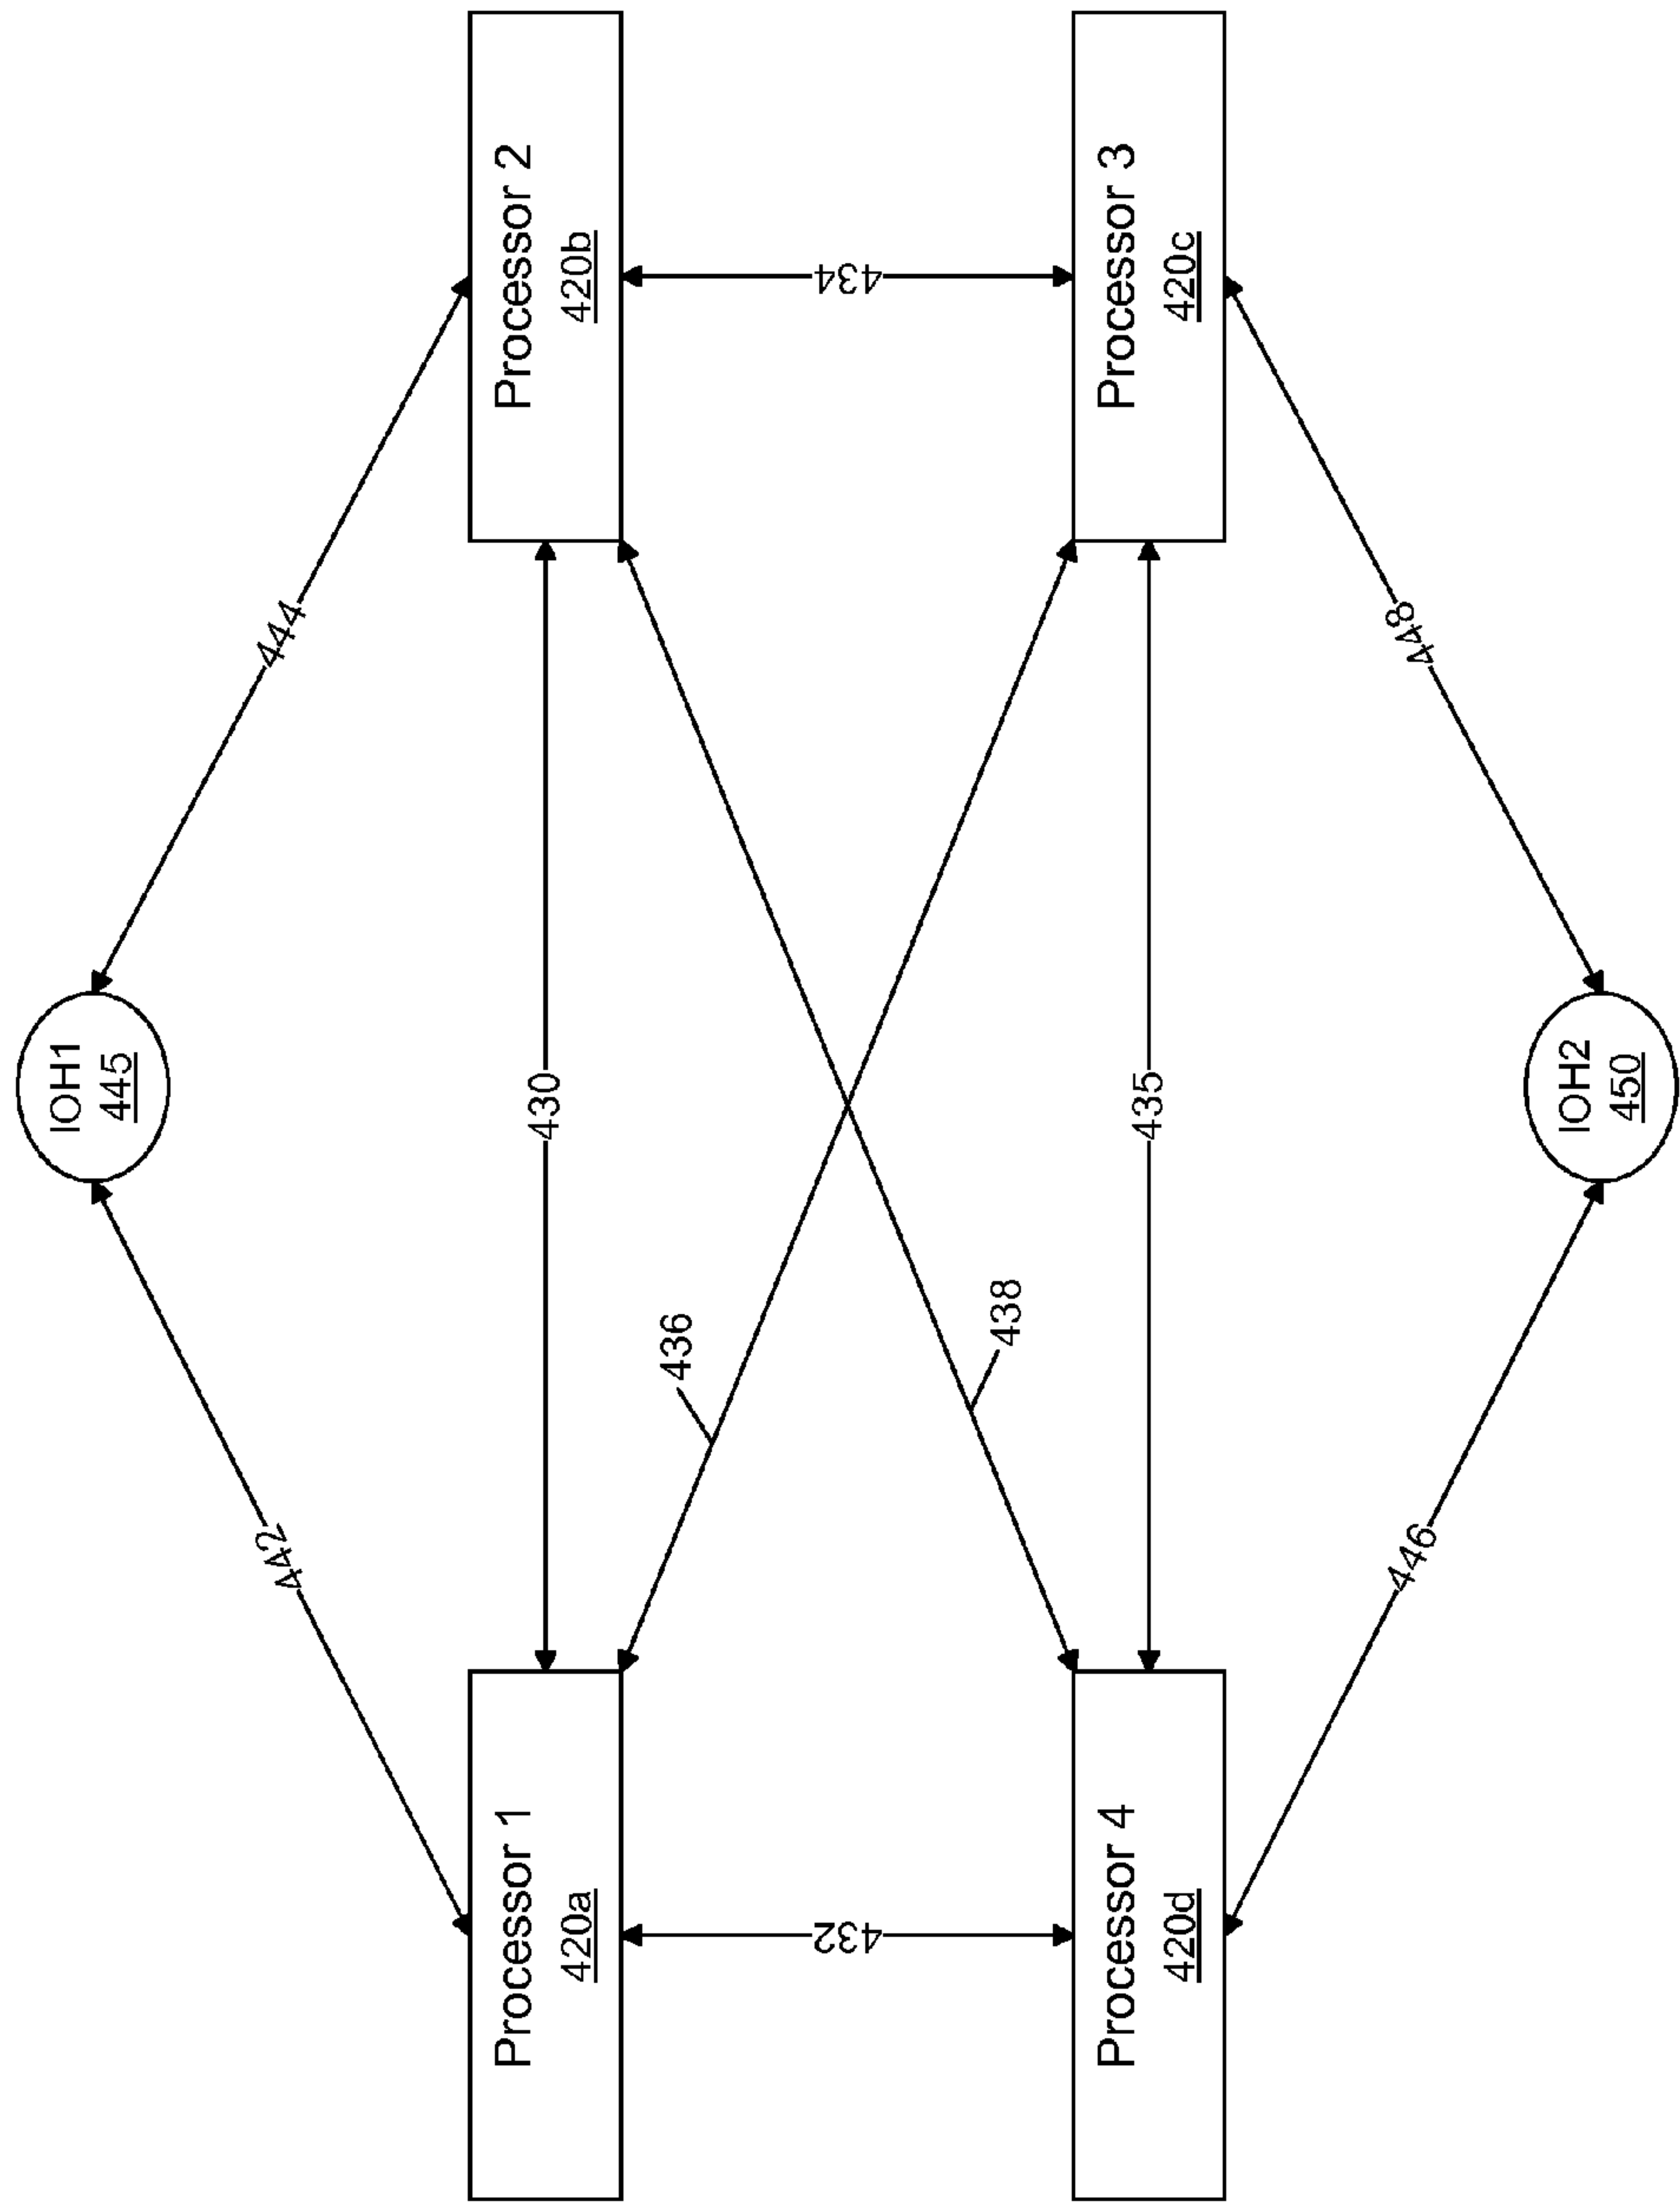 IOH1
445
442
444
Processor 1
420a
430
Processor 2
420b
436
432
434
438
Processor 4
420d
435
Processor 3
420c
446
448
IOH2
450